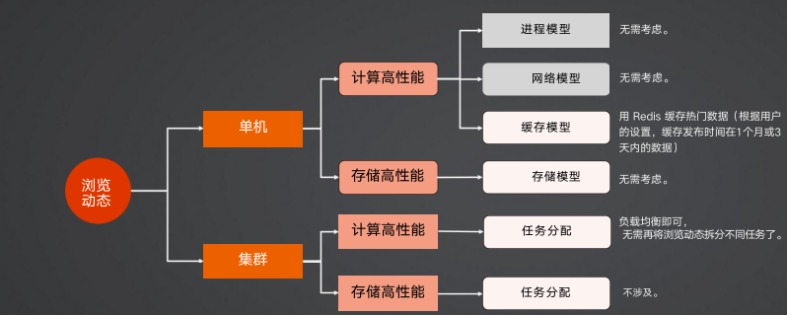 浏览
动态
单机
计算高性能
进程模型
无需考虑。
网络模型
无需考虑。
缓存模型
用 Redis 缓存热门数据（根据用户
的设置，缓存发布时间在1个月或3
天内的数据）
存储高性能
存储模型
无需考虑。
集群
计算高性能
任务分配
负载均衡即可，
无需再将浏览动态拆分不同任务了。
存储高性能
任务分配
不涉及。